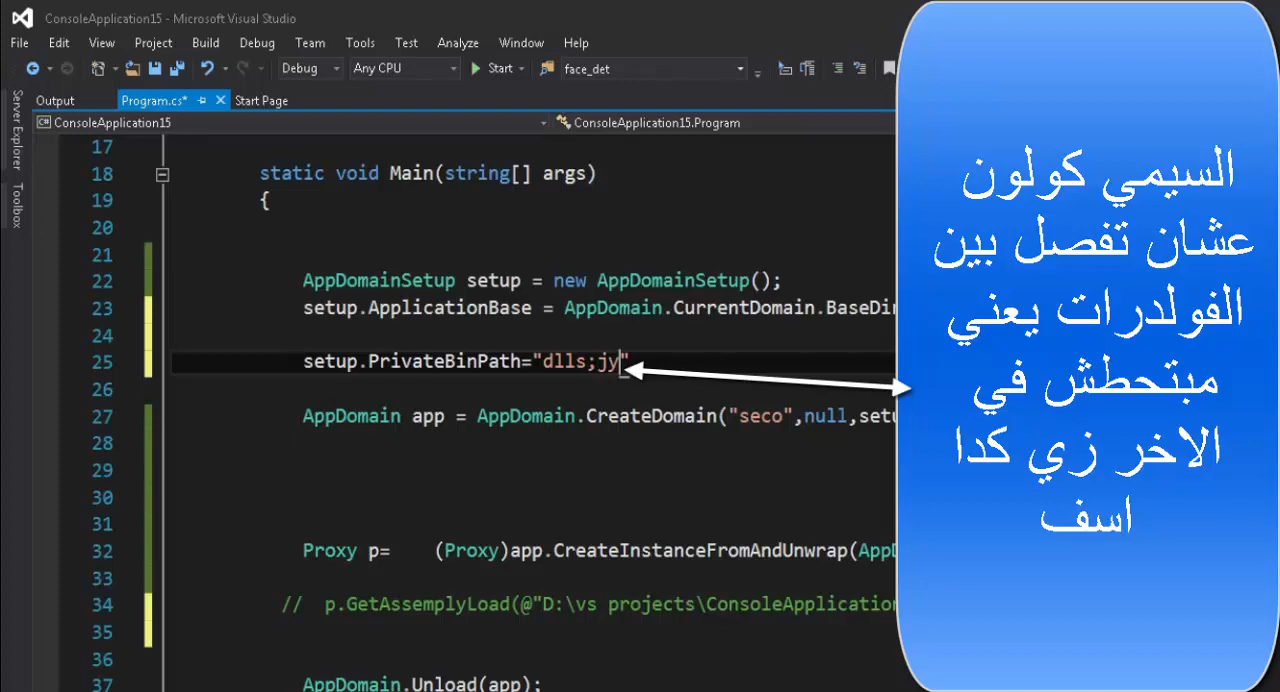 ConsoleApplication15 - Microsoft Visual Studio
File Edit View Project Build Debug Team Tools Test Analyze Window Help
Debug Any CPU Start face_det
Server Explorer
Toolbox
Output Program.cs* Start Page
ConsoleApplication15 ConsoleApplication15.Program
17
18 static void Main(string[] args)
19 {
20
21
22 AppDomainSetup setup = new AppDomainSetup();
23 setup.ApplicationBase = AppDomain.CurrentDomain.BaseDi
24
25 setup.PrivateBinPath="dlls;jy"
26
27 AppDomain app = AppDomain.CreateDomain("seco",null,setu
28
29
30
31
32 Proxy p= (Proxy)app.CreateInstanceFromAndUnwrap(AppD
33
34 // p.GetAssemplyLoad(@"D:\vs projects\ConsoleApplication
35
36
37 AppDomain.Unload(app);
السيمي كولون
عشان تفصل بين
الفولدرات يعني
مبتحطش في
الاخر زي كدا
اسف